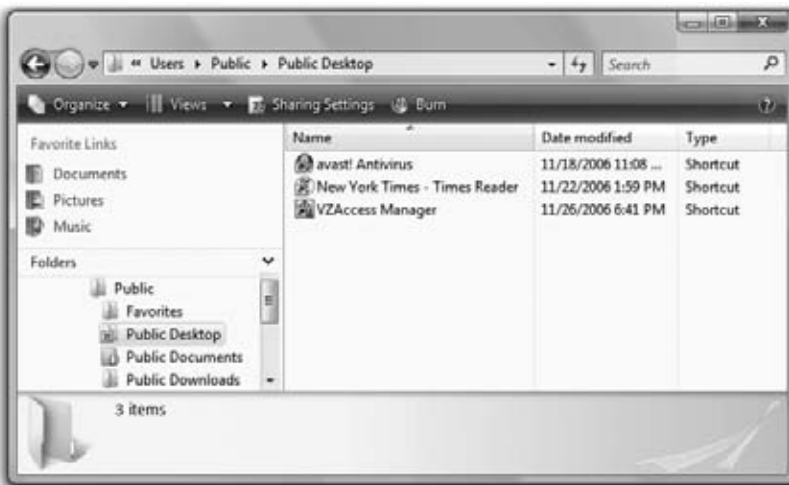 « Users ▸ Public ▸ Public Desktop
Search
Organize ▾ Views ▾ Sharing Settings Burn
Favorite Links
Documents
Pictures
Music
Folders
Public
Favorites
Public Desktop
Public Documents
Public Downloads
Name Date modified Type
avast! Antivirus 11/18/2006 11:08 ... Shortcut
New York Times - Times Reader 11/22/2006 1:59 PM Shortcut
VZAccess Manager 11/26/2006 6:41 PM Shortcut
3 items